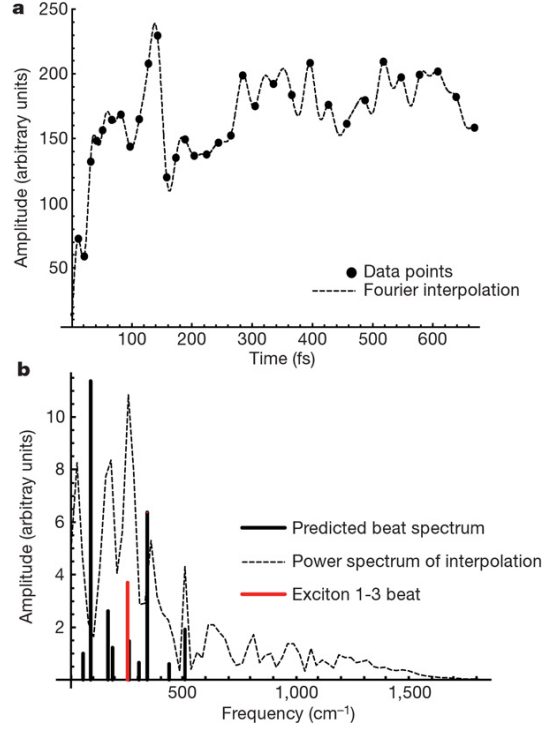 a
250
200
150
100
50
Amplitude (arbitrary units)
Data points
Fourier interpolation
100 200 300 400 500 600
Time (fs)
b
10
8
6
4
2
Amplitude (arbitray units)
Predicted beat spectrum
Power spectrum of interpolation
Exciton 1-3 beat
500 1,000 1,500
Frequency (cm⁻¹)